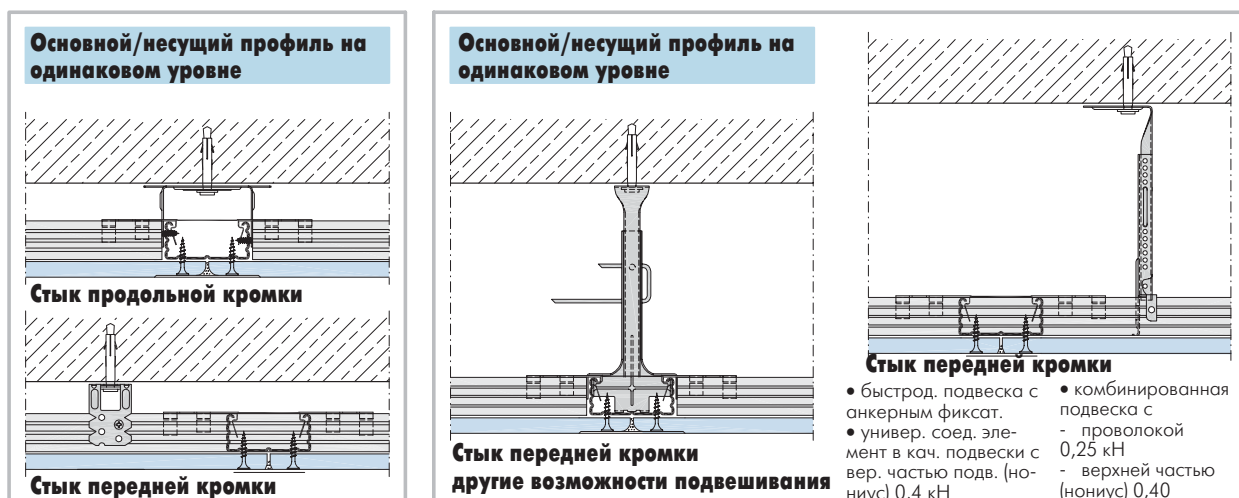 Основной/несущий профиль на
одинаковом уровне
Стык продольной кромки
Стык передней кромки
Основной/несущий профиль на
одинаковом уровне
Стык передней кромки
другие возможности подвешивания
Стык передней кромки
• быстрод. подвеска с
анкерным фиксат.
• универ. соед. эле-
мент в кач. подвески с
вер. частью подв. (но-
ниус) 0,4 кН
• комбинированная
подвеска с
- проволокой
0,25 кН
- верхней частью
(нониус) 0,40